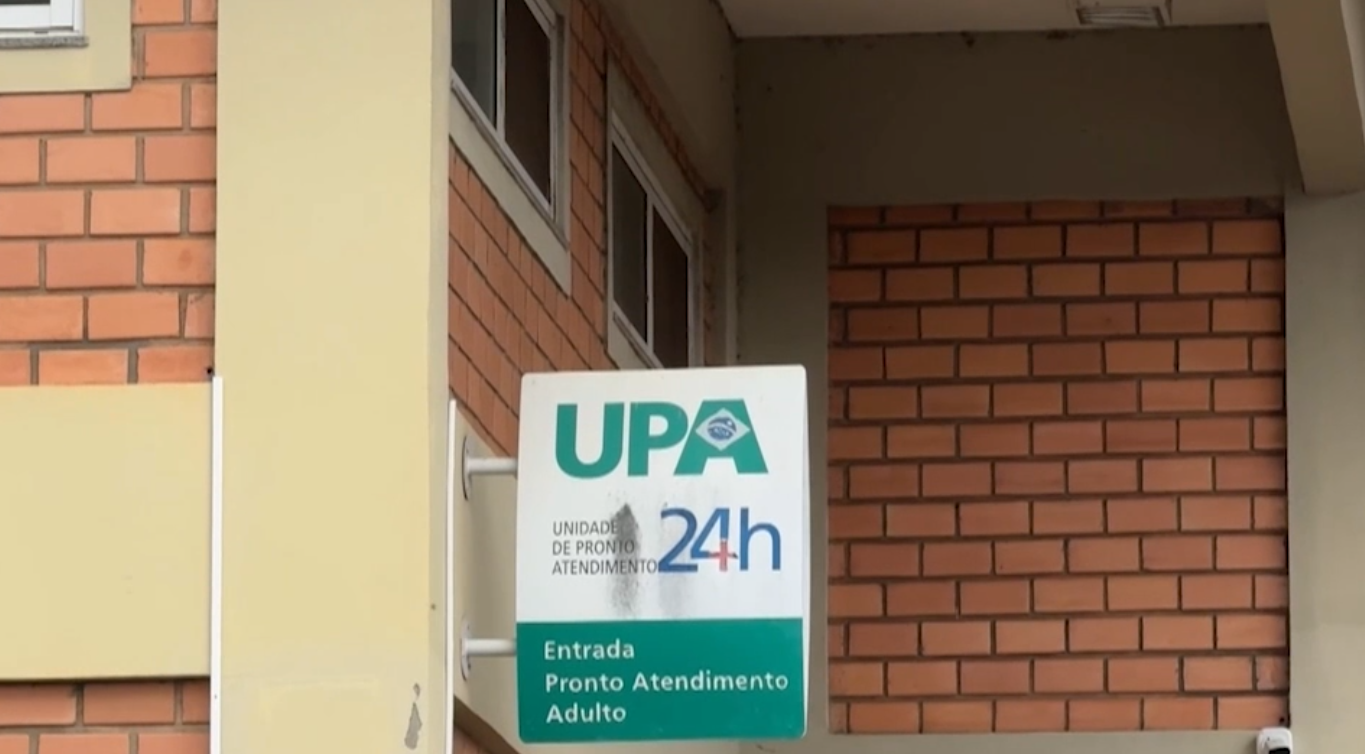 UPA
UNIDADE
DE PRONTO
ATENDIMENTO
24h
Entrada
Pronto Atendimento
Adulto